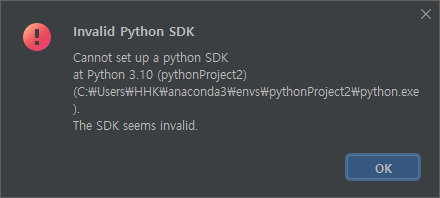 Invalid Python SDK
Cannot set up a python SDK
at Python 3.10 (pythonProject2)
(C:₩Users₩HHK₩anaconda3₩envs₩pythonProject2₩python.exe
).
The SDK seems invalid.
OK